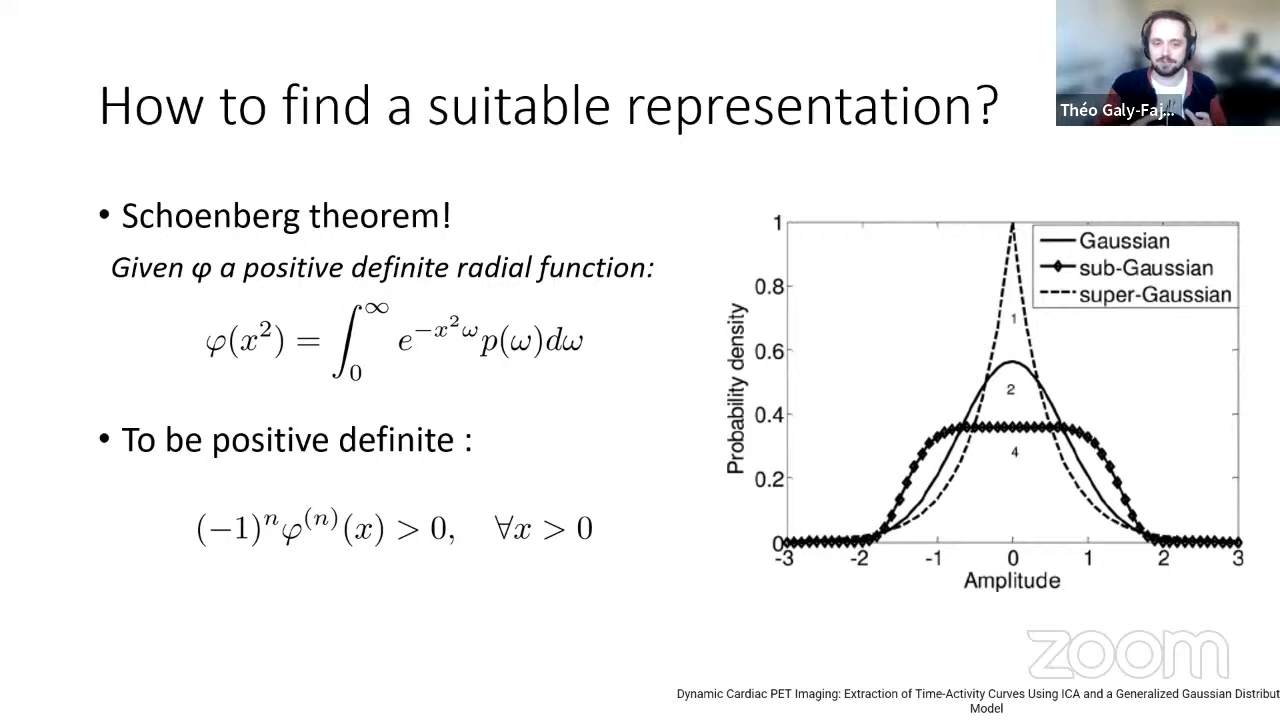 How to find a suitable representation?
Théo Galy-Faj...
• Schoenberg theorem!
Given φ a positive definite radial function:
φ(x²) = ∫₀^∞ e^{−x²ω} p(ω)dω
• To be positive definite :
(−1)ⁿφ⁽ⁿ⁾(x) > 0, ∀x > 0
Gaussian
sub-Gaussian
super-Gaussian
1
0.8
0.6
0.4
0.2
0
Probability density
1
2
4
-3 -2 -1 0 1 2 3
Amplitude
zoom
Dynamic Cardiac PET Imaging: Extraction of Time-Activity Curves Using ICA and a Generalized Gaussian Distribut
Model